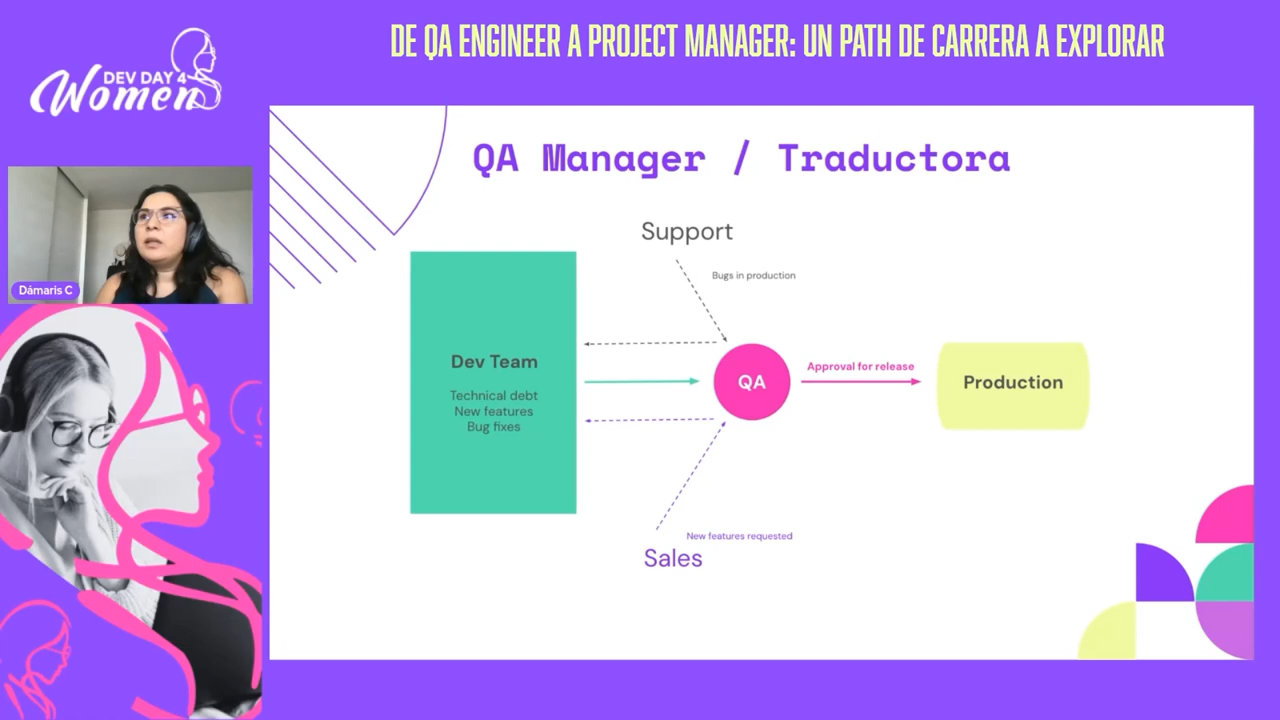 DE QA ENGINEER A PROJECT MANAGER: UN PATH DE CARRERA A EXPLORAR
DEV DAY 4
Women
Dámaris C
QA Manager / Traductora
Support
Bugs in production
Dev Team
Technical debt
New features
Bug fixes
QA
Approval for release
Production
New features requested
Sales